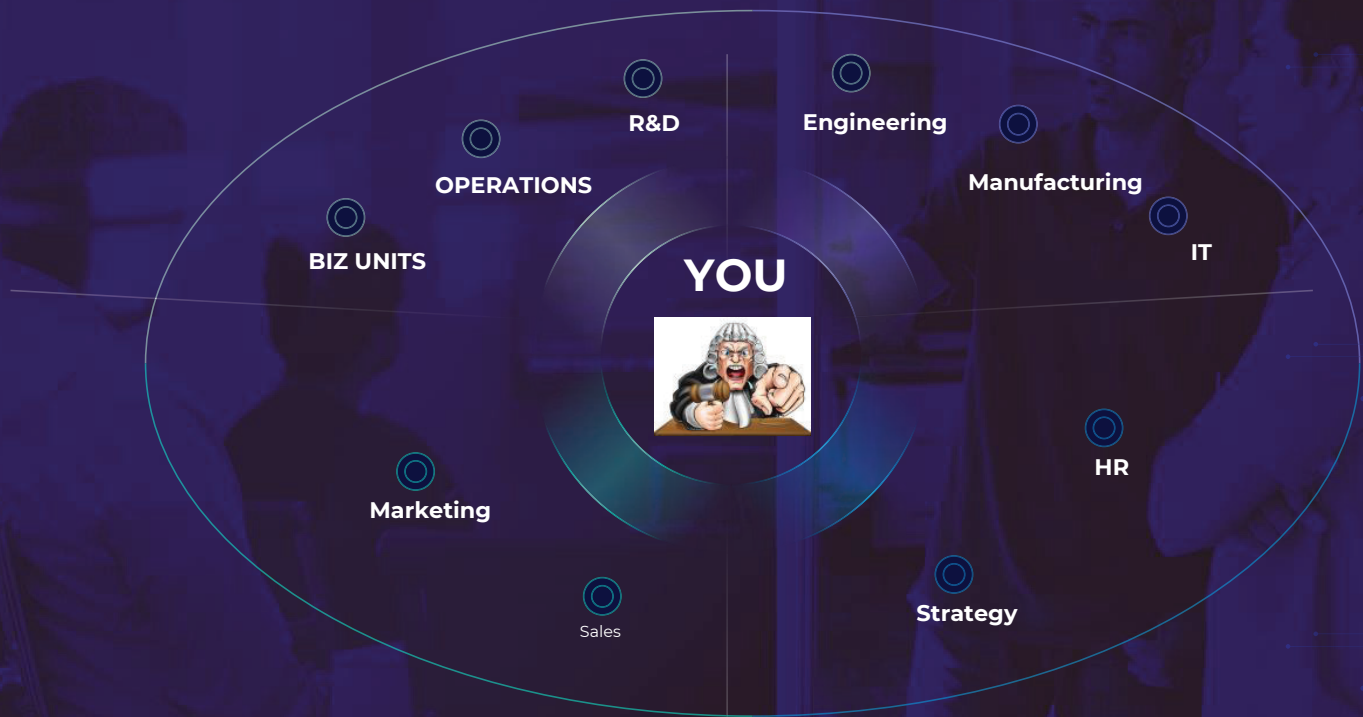 R&D
Engineering
OPERATIONS
Manufacturing
BIZ UNITS
IT
YOU
HR
Marketing
Strategy
Sales